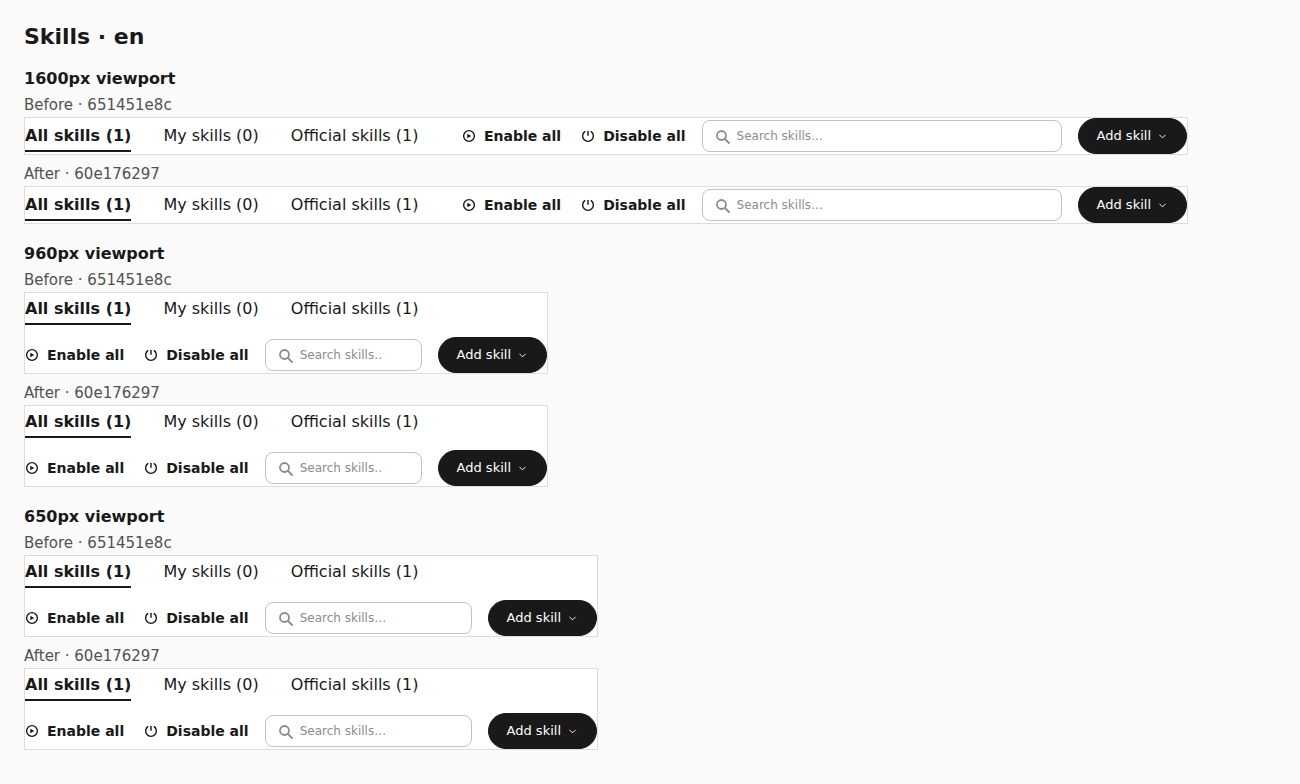 Skills · en
1600px viewport
Before · 651451e8c
All skills (1) My skills (0) Official skills (1) Enable all Disable all Search skills... Add skill
After · 60e176297
All skills (1) My skills (0) Official skills (1) Enable all Disable all Search skills... Add skill
960px viewport
Before · 651451e8c
All skills (1) My skills (0) Official skills (1)
Enable all Disable all Search skills.. Add skill
After · 60e176297
All skills (1) My skills (0) Official skills (1)
Enable all Disable all Search skills.. Add skill
650px viewport
Before · 651451e8c
All skills (1) My skills (0) Official skills (1)
Enable all Disable all Search skills... Add skill
After · 60e176297
All skills (1) My skills (0) Official skills (1)
Enable all Disable all Search skills... Add skill